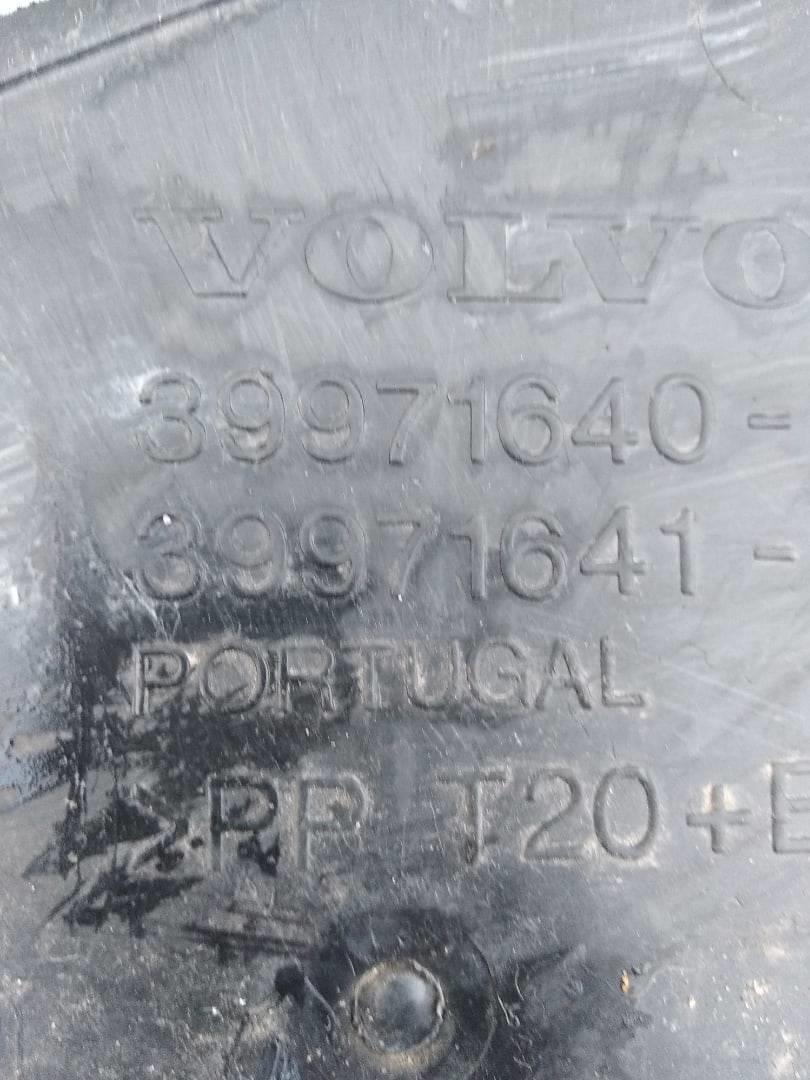 VOLVO
39971640-
39971641-
PORTUGAL
>PP T20+E